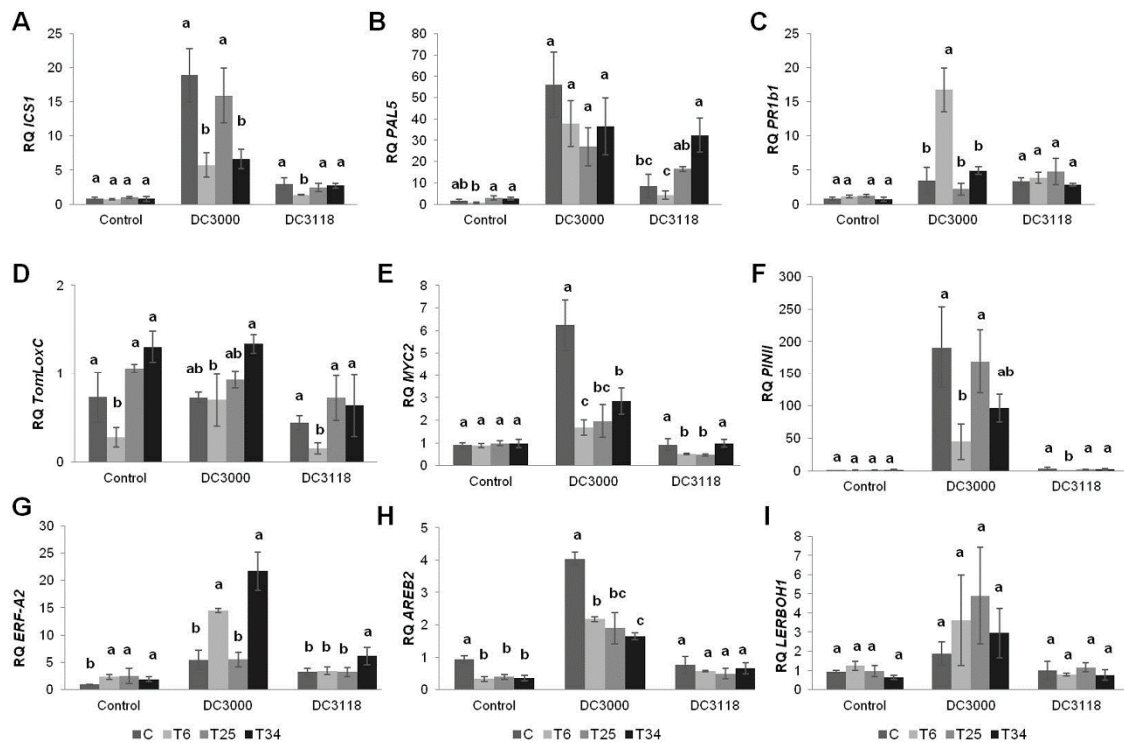 A
RQ ICS1
25
20
15
10
5
0
a a a a
a b a b
a b a a
Control DC3000 DC3118
B
RQ PAL5
80
70
60
50
40
30
20
10
0
ab b a a
a a a a
bc c ab a
Control DC3000 DC3118
C
RQ PR1b1
25
20
15
10
5
0
a a a a
b a b b
a a a a
Control DC3000 DC3118
D
RQ TomLoxC
2
1
0
a b a a
ab b ab a
a b a a
Control DC3000 DC3118
E
RQ MYC2
8
7
6
5
4
3
2
1
0
a a a a
a c bc b
a b b a
Control DC3000 DC3118
F
RQ PINII
300
250
200
150
100
50
0
a a a a
a b a ab
a b a a
Control DC3000 DC3118
G
RQ ERF-A2
30
25
20
15
10
5
0
b a a a
b a b a
b b b a
Control DC3000 DC3118
H
RQ AREB2
5
4
3
2
1
0
a b b b
a b bc c
a a a a
Control DC3000 DC3118
I
RQ LERBOH1
8
7
6
5
4
3
2
1
0
a a a a
a a a a
a a a a
Control DC3000 DC3118
C T6 T25 T34
C T6 T25 T34
C T6 T25 T34